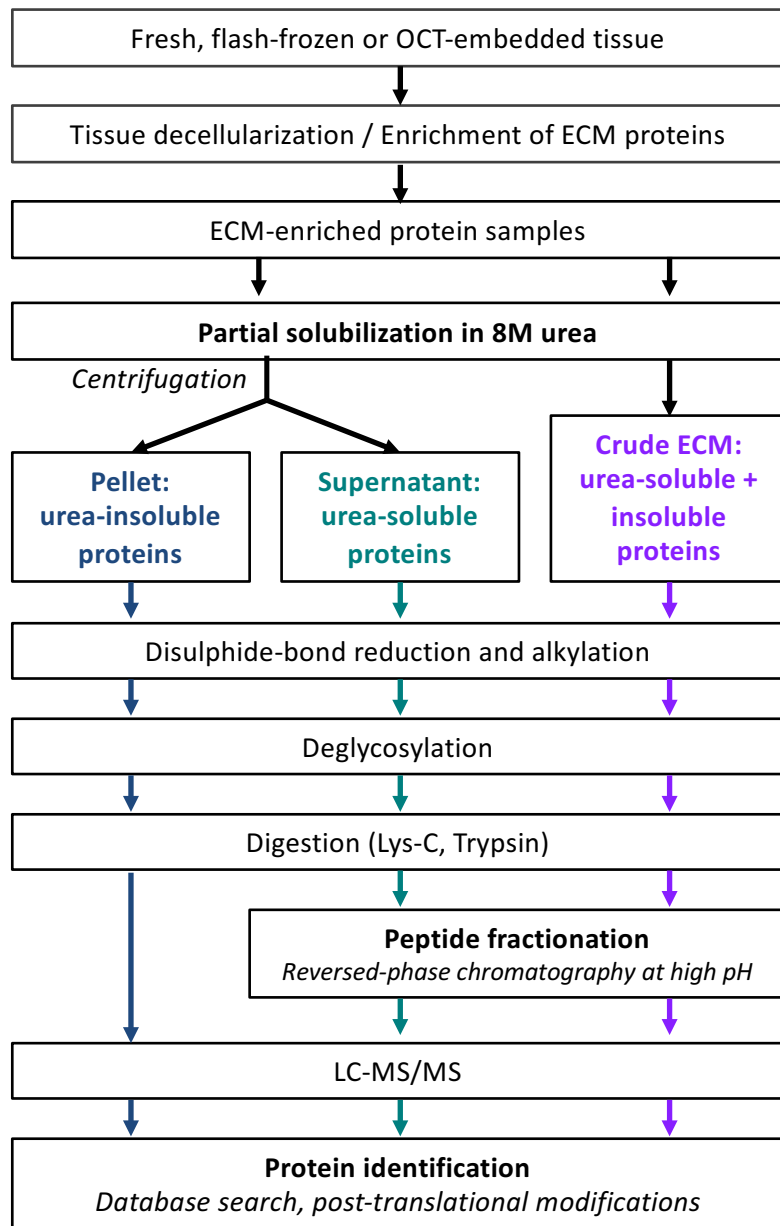 Fresh, flash-frozen or OCT-embedded tissue
Tissue decellularization / Enrichment of ECM proteins
ECM-enriched protein samples
Partial solubilization in 8M urea
Centrifugation
Pellet:
urea-insoluble
proteins
Supernatant:
urea-soluble
proteins
Crude ECM:
urea-soluble +
insoluble
proteins
Disulphide-bond reduction and alkylation
Deglycosylation
Digestion (Lys-C, Trypsin)
Peptide fractionation
Reversed-phase chromatography at high pH
LC-MS/MS
Protein identification
Database search, post-translational modifications